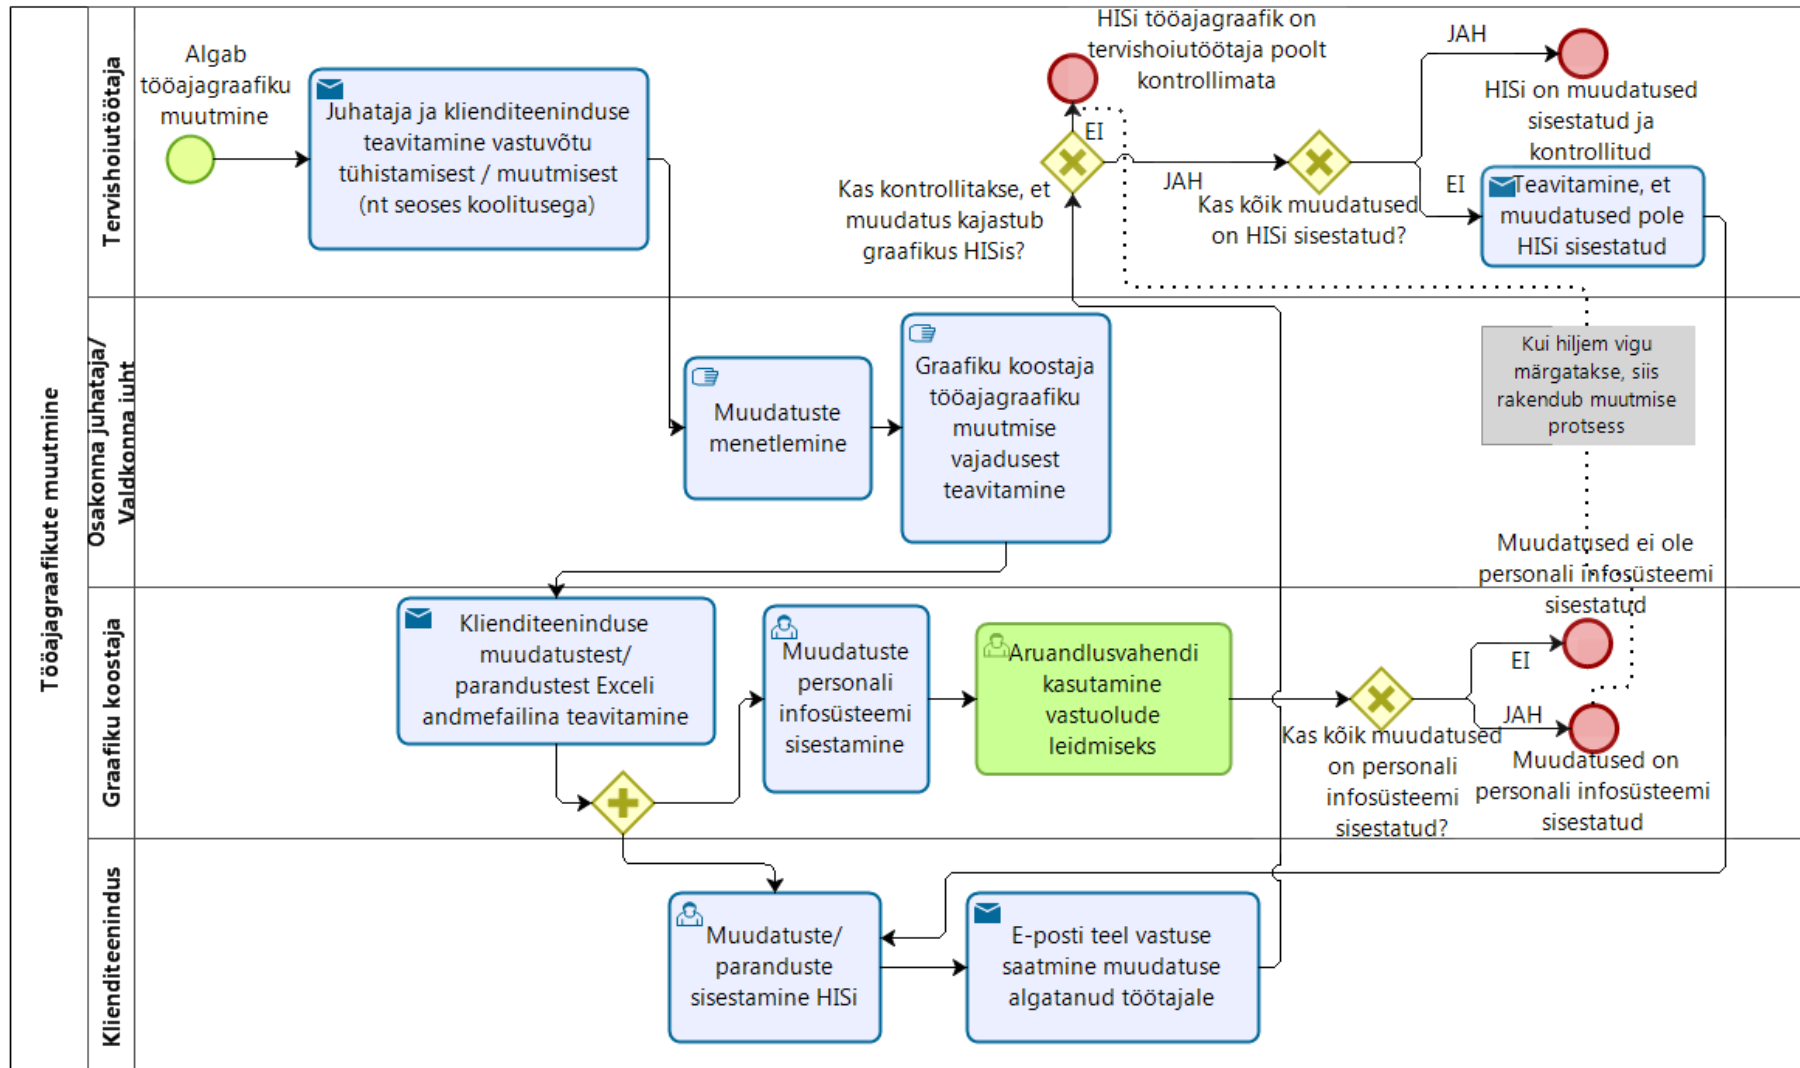 Tööajagraafikute muutmine
Tervishoiutöötaja
Algab
tööajagraafiku
muutmine
Juhataja ja klienditeeninduse
teavitamine vastuvõtu
tühistamisest / muutmisest
(nt seoses koolitusega)
HISi tööajagraafik on
tervishoiutöötaja poolt
kontrollimata
EI
Kas kontrollitakse, et
muudatus kajastub
graafikus HISis?
JAH
Kas kõik muudatused
on HISi sisestatud?
JAH
HISi on muudatused
sisestatud ja
kontrollitud
EI
Teavitamine, et
muudatused pole
HISi sisestatud
Osakonna juhataja/
Valdkonna juht
Muudatuste
menetlemine
Graafiku koostaja
tööajagraafiku
muutmise
vajadusest
teavitamine
Kui hiljem vigu
märgatakse, siis
rakendub muutmise
protsess
Graafiku koostaja
Klienditeeninduse
muudatustest/
parandustest Exceli
andmefailina teavitamine
Muudatuste
personali
infosüsteemi
sisestamine
Aruandlusvahendi
kasutamine
vastuolude
leidmiseks
Kas kõik muudatused
on personali
infosüsteemi
sisestatud?
Muudatused ei ole
personali infosüsteemi
sisestatud
EI
JAH
Muudatused on
personali infosüsteemi
sisestatud
Klienditeenindus
Muudatuste/
paranduste
sisestamine HISi
E-posti teel vastuse
saatmine muudatuse
algatanud töötajale